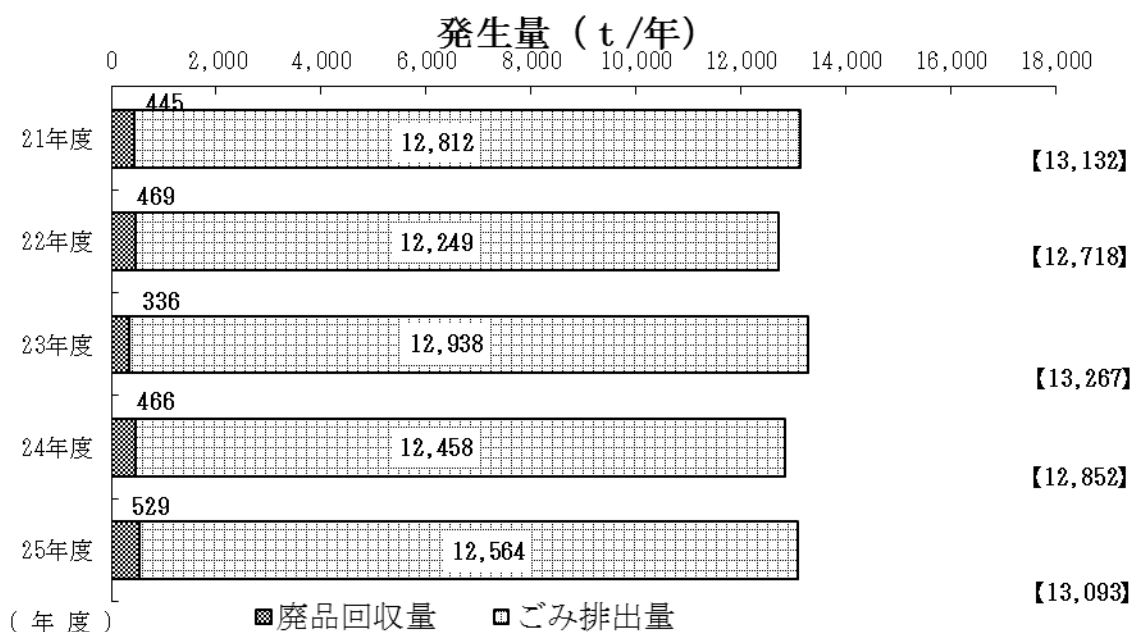 発生量 ( t /年)
0 2,000 4,000 6,000 8,000 10,000 12,000 14,000 16,000 18,000
445
21年度 12,812 【13,132】
469
22年度 12,249 【12,718】
336
23年度 12,938 【13,267】
466
24年度 12,458 【12,852】
529
25年度 12,564 【13,093】
( 年 度 ) 廃品回収量 ごみ排出量